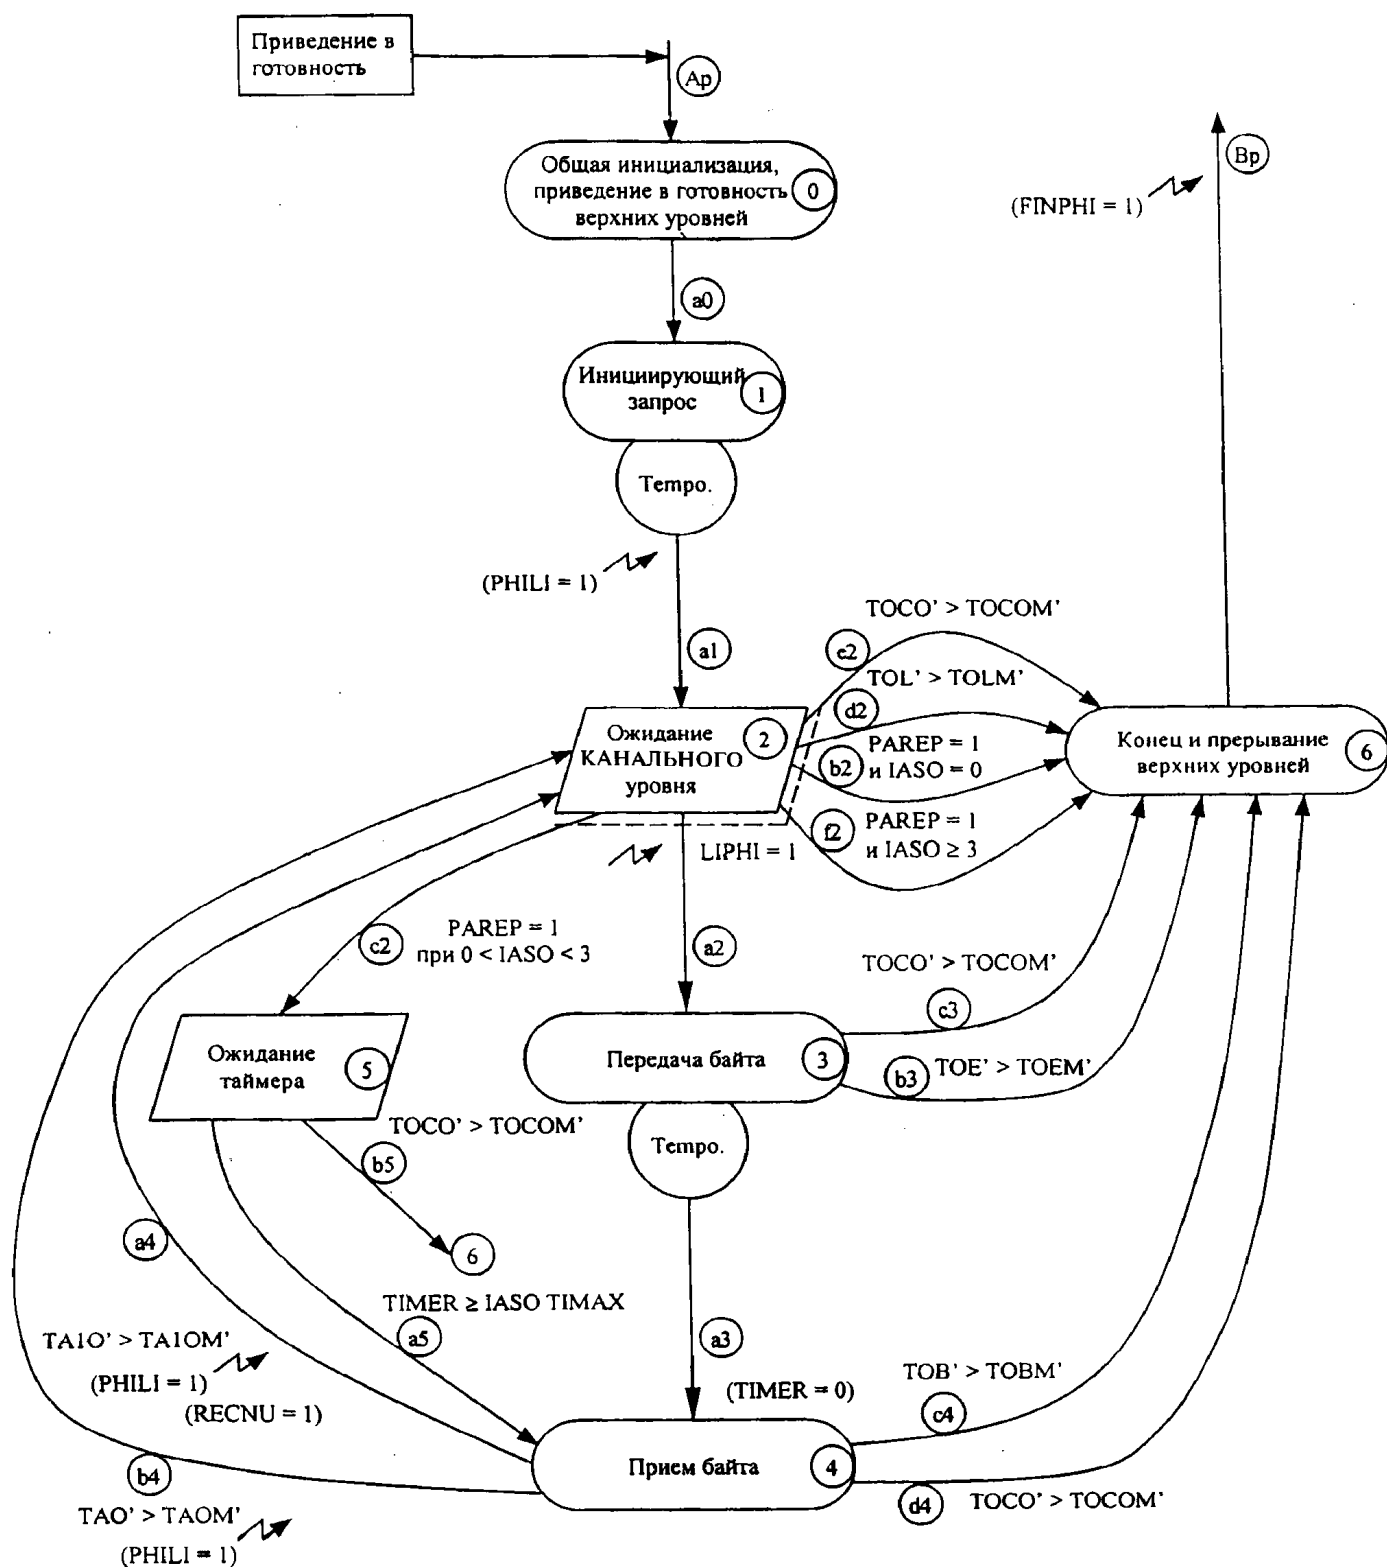 Приведение в
готовность
Ap
Общая инициализация,
приведение в готовность
верхних уровней
0
Bp
(FINPHI = 1)
a0
Инициирующий
запрос
1
Tempo.
(PHILI = 1)
a1
TOCO' > TOCOM'
e2
TOL' > TOLM'
d2
Ожидание
КАНАЛЬНОГО
уровня
2
PAREP = 1
и IASO = 0
b2
Конец и прерывание
верхних уровней
6
f2
PAREP = 1
и IASO ≥ 3
LIPHI = 1
c2
PAREP = 1
при 0 < IASO < 3
a2
TOCO' > TOCOM'
c3
Ожидание
таймера
5
Передача байта
3
b3
TOE' > TOEM'
TOCO' > TOCOM'
b5
Tempo.
a4
6
TIMER ≥ IASO TIMAX
a5
a3
TA1O' > TA1OM'
(PHILI = 1)
(RECNU = 1)
(TIMER = 0)
TOB' > TOBM'
c4
Прием байта
4
b4
d4
TOCO' > TOCOM'
TAO' > TAOM'
(PHILI = 1)